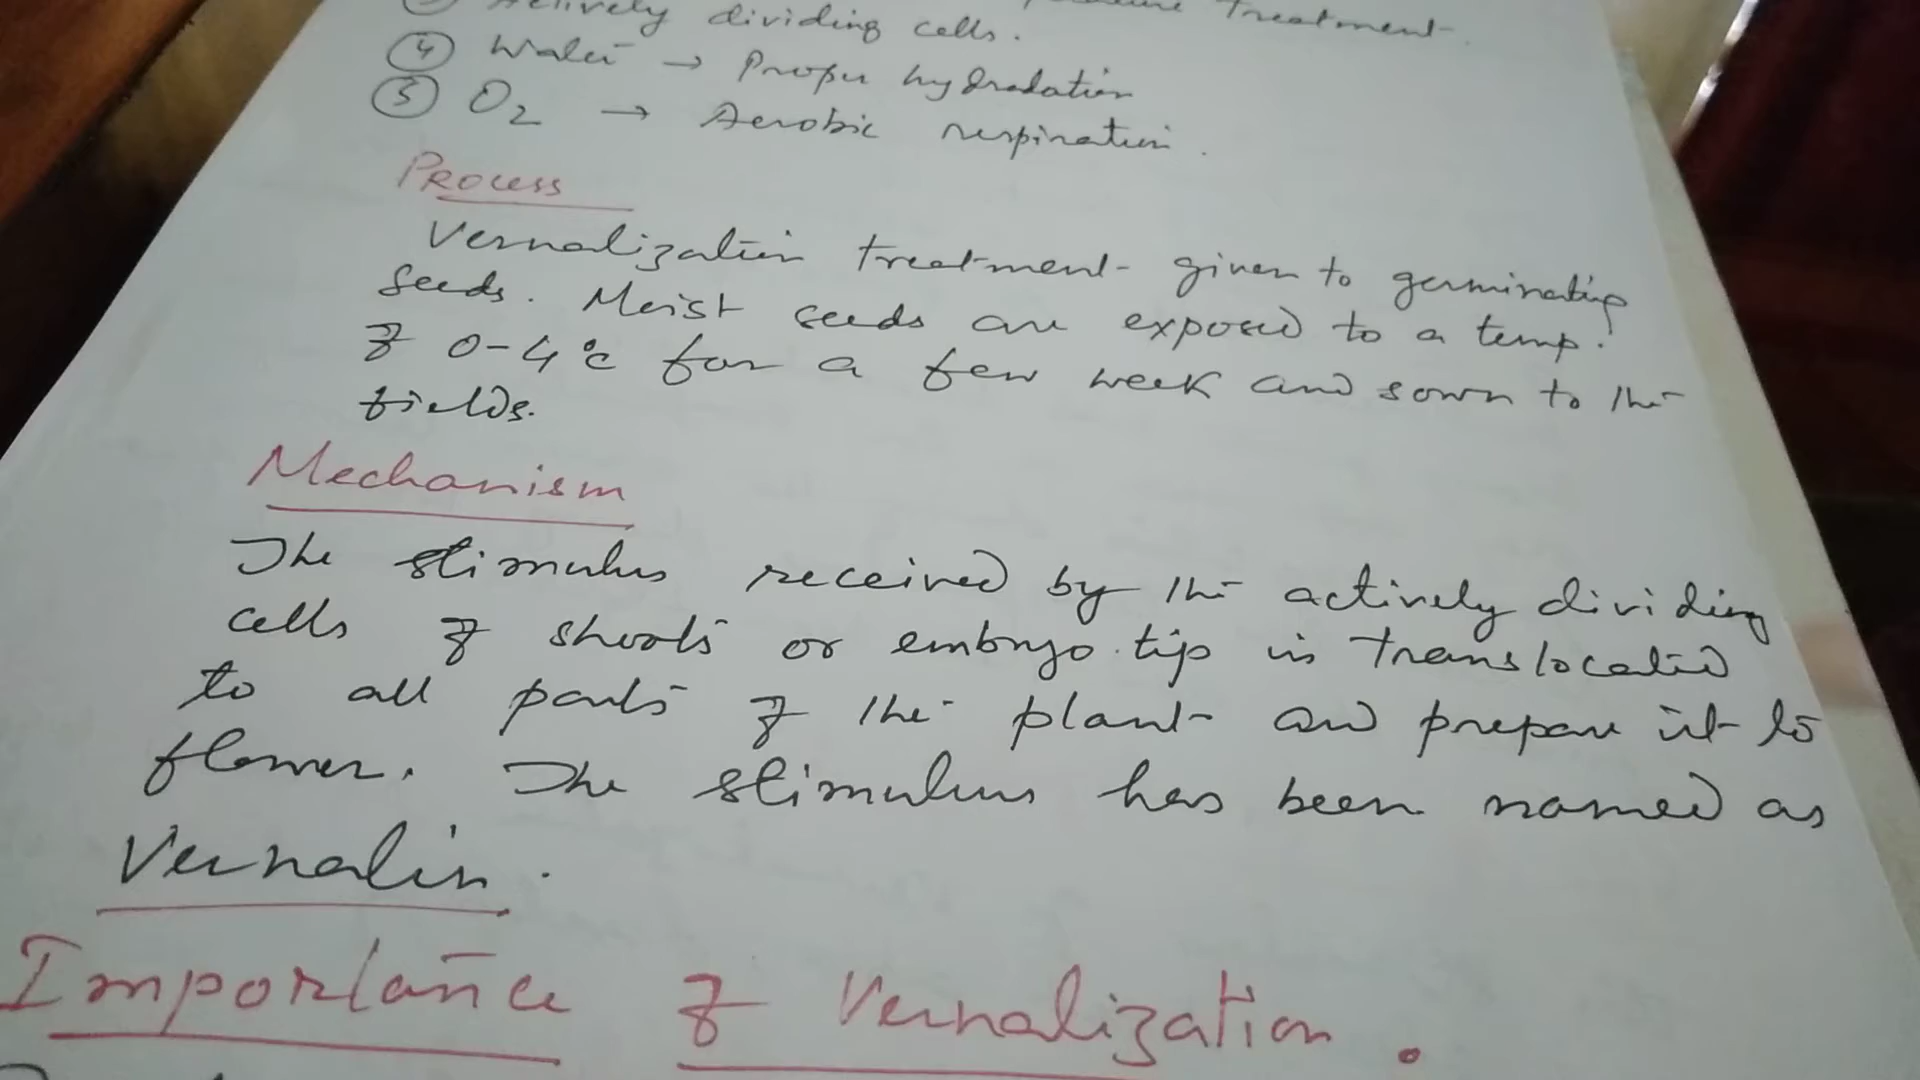 Treatment.
③ Actively dividing cells.
④ Water → Proper hydration
⑤ O2 → Aerobic respiration.
Process
Vernalization treatment given to germinating
seeds. Moist seeds are exposed to a temp.
of 0-4°c for a few week and sown to the
fields.
Mechanism
The stimulus received by the actively dividing
cells of shoots or embryo tip is translocated
to all parts of the plant and prepare it to
flower. The stimulus has been named as
Vernalin.
Importance of Vernalization.